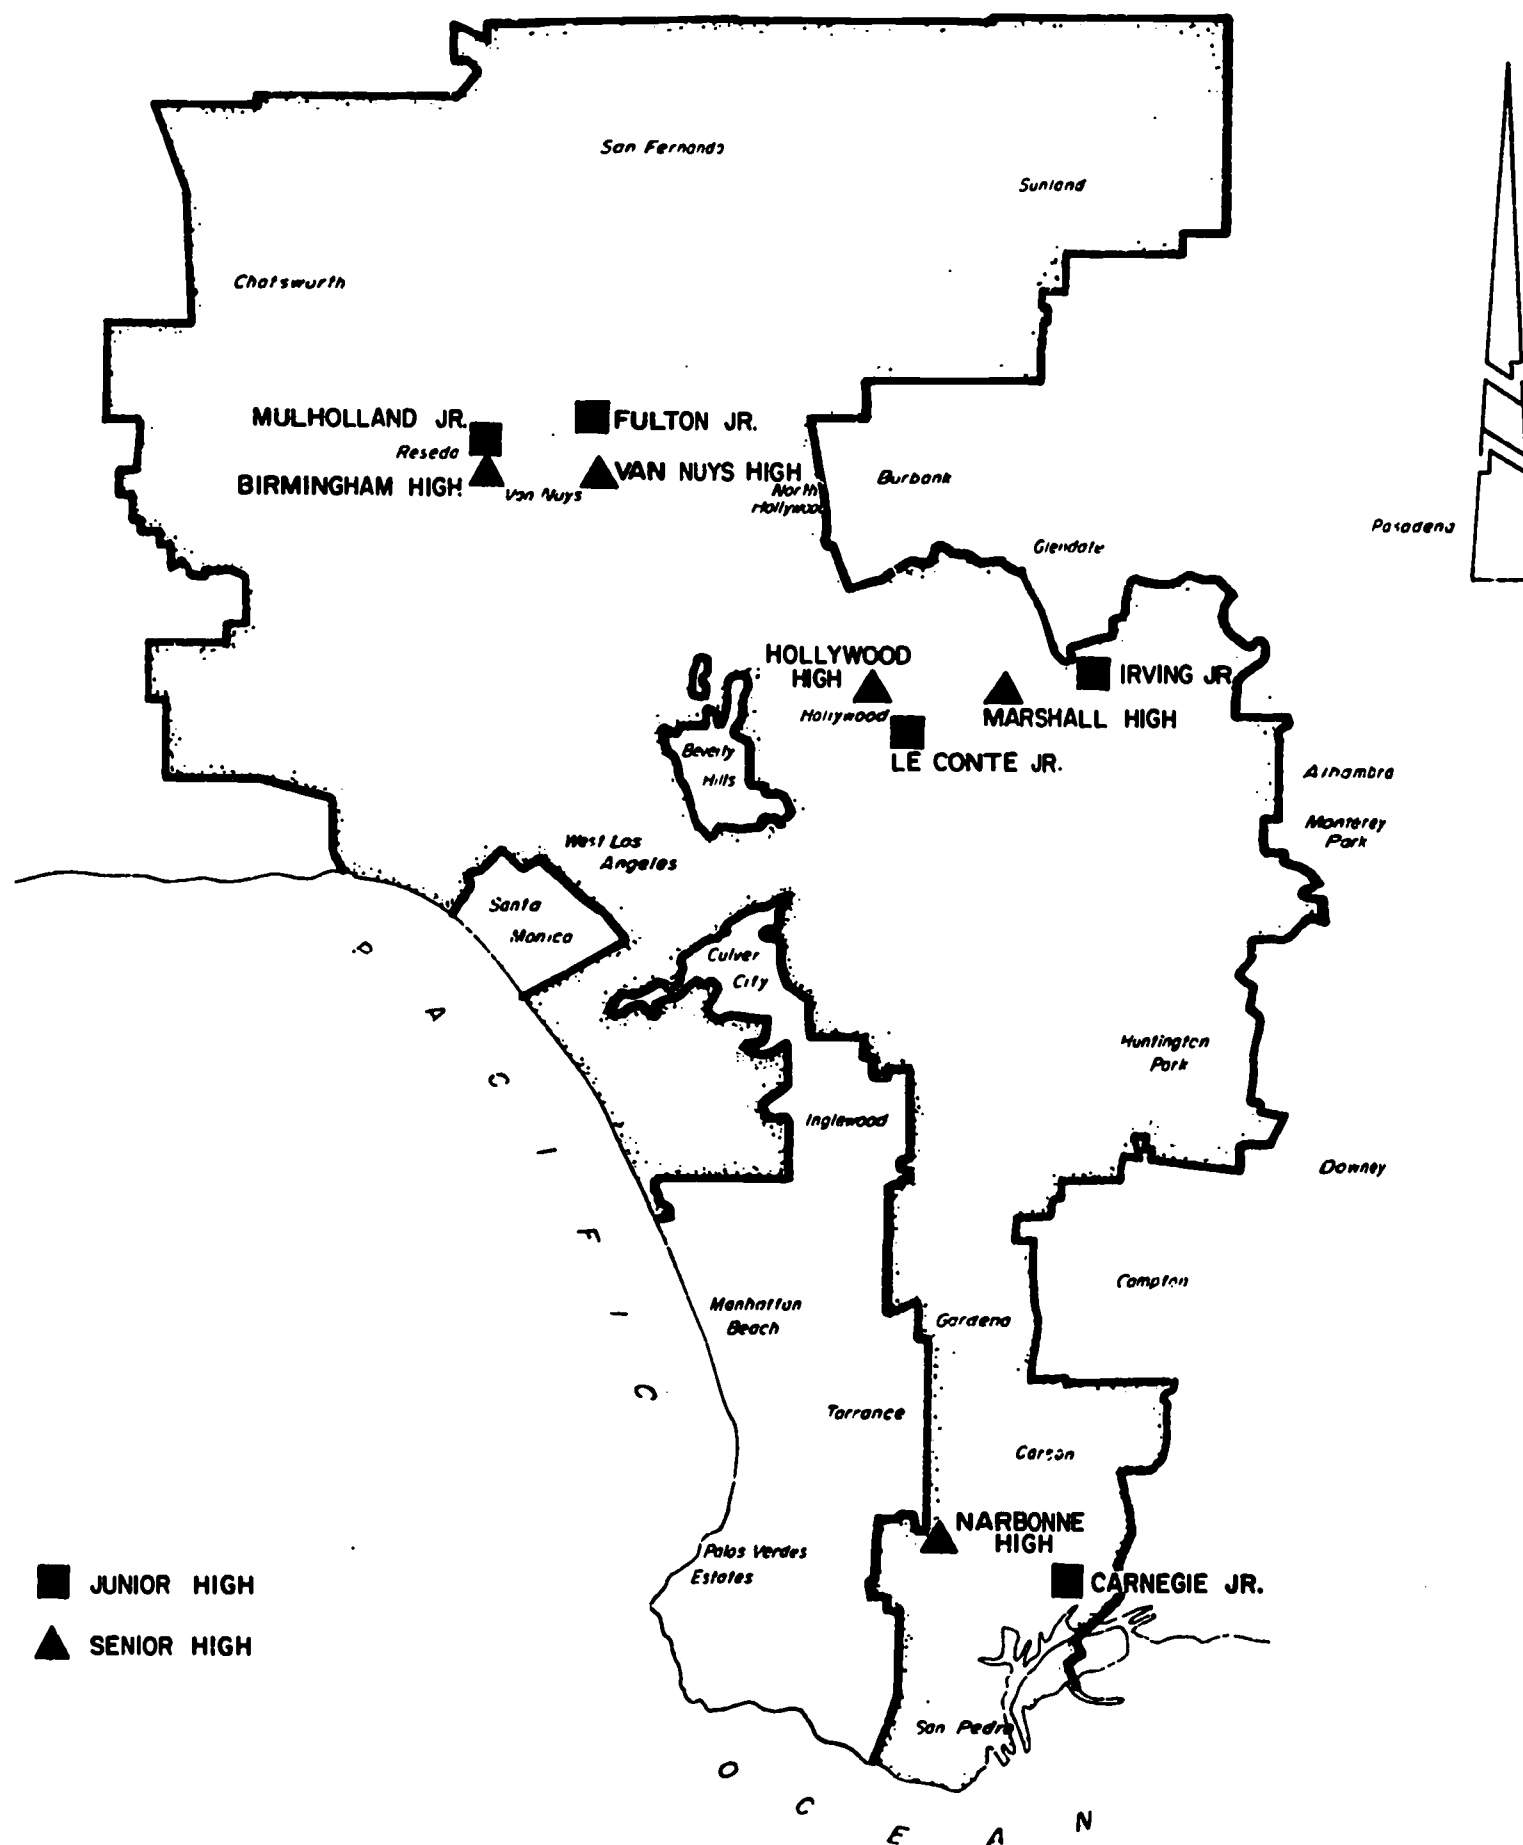 San Fernando
Sunland
Chatsworth
MULHOLLAND JR.
FULTON JR.
Reseda
BIRMINGHAM HIGH
VAN NUYS HIGH
Van Nuys
North
Hollywood
Burbank
Pasadena
Glendale
HOLLYWOOD
HIGH
IRVING JR.
Hollywood
MARSHALL HIGH
LE CONTE JR.
Beverly
Hills
Alhambra
Monterey
Park
West Los
Angeles
Santa
Monica
Culver
City
Huntington
Park
Inglewood
Downey
Compton
Manhattan
Beach
Gardena
Torrance
Carson
NARBONNE
HIGH
Palos Verdes
Estates
CARNEGIE JR.
JUNIOR HIGH
SENIOR HIGH
San Pedro
PACIFIC
OCEAN